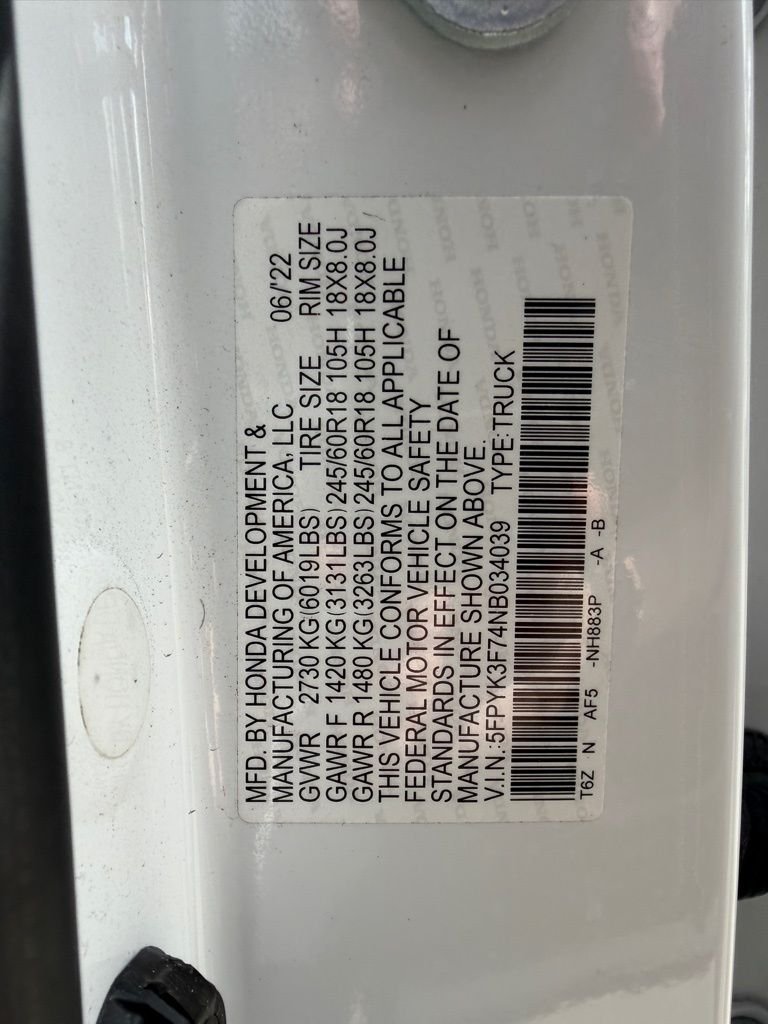 MFD. BY HONDA DEVELOPMENT &
MANUFACTURING OF AMERICA, LLC 06/'22
GVWR 2730 KG(6019LBS) TIRE SIZE RIM SIZE
GAWR F 1420 KG(3131LBS) 245/60R18 105H 18X8.0J
GAWR R 1480 KG(3263LBS) 245/60R18 105H 18X8.0J
THIS VEHICLE CONFORMS TO ALL APPLICABLE
FEDERAL MOTOR VEHICLE SAFETY
STANDARDS IN EFFECT ON THE DATE OF
MANUFACTURE SHOWN ABOVE.
V.I.N.:5FPYK3F74NB034039 TYPE:TRUCK
T6Z N AF5 -NH883P -A -B